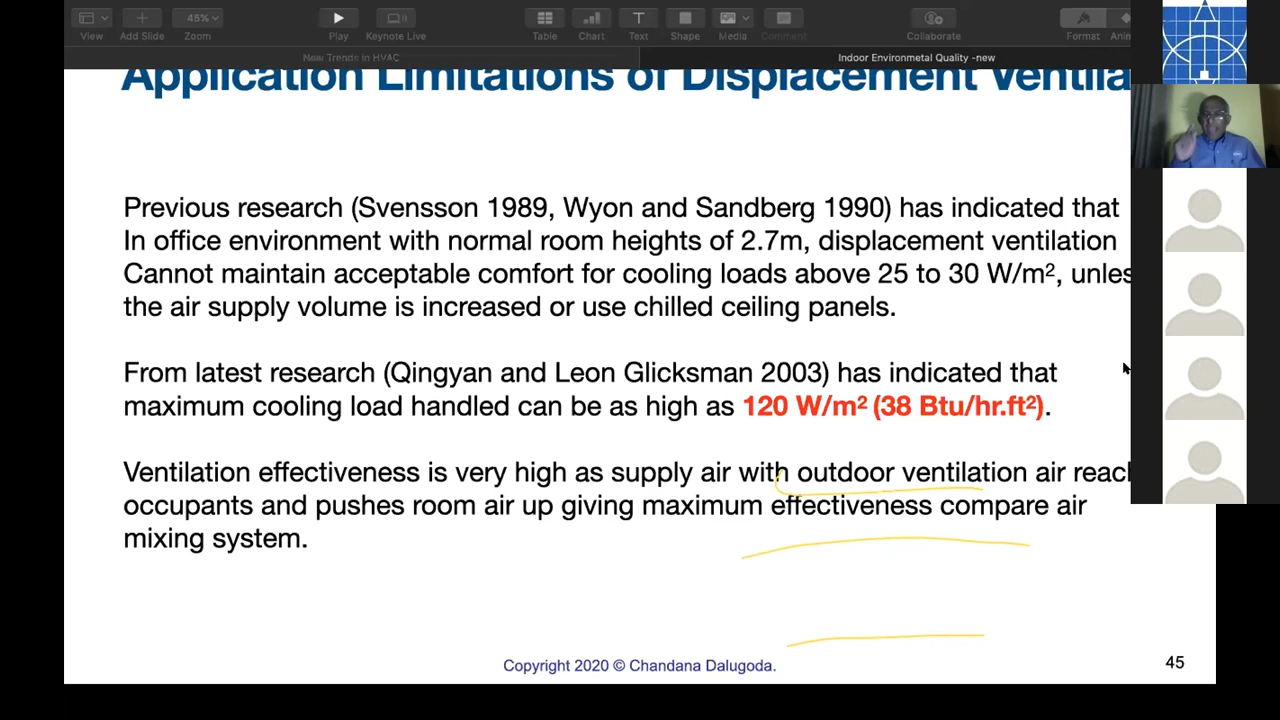 View
Add Slide
45%
Zoom
Play
Keynote Live
Table
Chart
Text
Shape
Media
Comment
Collaborate
Format
Anim
New Trends in HVAC
Indoor Environmetal Quality -new
Application Limitations of Displacement Ventila
Previous research (Svensson 1989, Wyon and Sandberg 1990) has indicated that
In office environment with normal room heights of 2.7m, displacement ventilation
Cannot maintain acceptable comfort for cooling loads above 25 to 30 W/m², unles
the air supply volume is increased or use chilled ceiling panels.
From latest research (Qingyan and Leon Glicksman 2003) has indicated that
maximum cooling load handled can be as high as 120 W/m² (38 Btu/hr.ft²).
Ventilation effectiveness is very high as supply air with outdoor ventilation air reach
occupants and pushes room air up giving maximum effectiveness compare air
mixing system.
Copyright 2020 © Chandana Dalugoda.
45